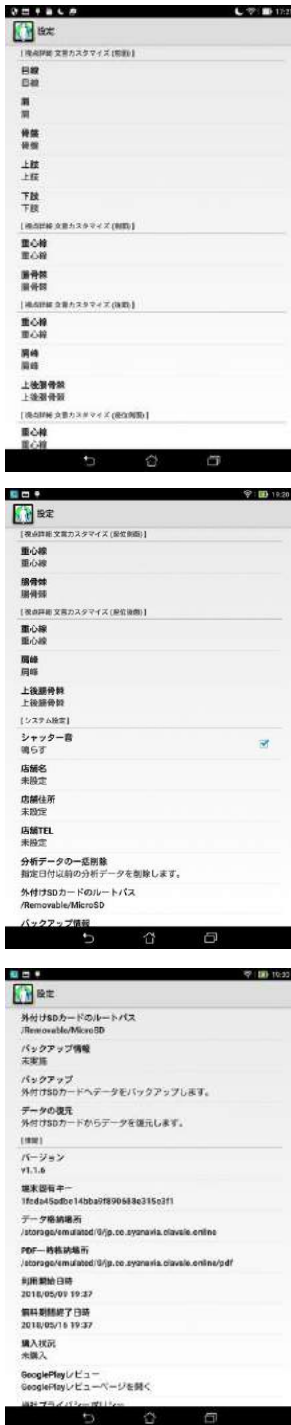 設定
[視点詳細 文言カスタマイズ (前面)]
目線
目線
肩
肩
骨盤
骨盤
上肢
上肢
下肢
下肢
[視点詳細 文言カスタマイズ (側面)]
重心線
重心線
腸骨棘
腸骨棘
[視点詳細 文言カスタマイズ (後面)]
重心線
重心線
肩峰
肩峰
上後腸骨棘
上後腸骨棘
[視点詳細 文言カスタマイズ (座位側面)]
重心線
重心線
19:20
設定
[視点詳細 文言カスタマイズ (座位側面)]
重心線
重心線
腸骨棘
腸骨棘
[視点詳細 文言カスタマイズ (座位後面)]
重心線
重心線
肩峰
肩峰
上後腸骨棘
上後腸骨棘
[システム設定]
シャッター音
鳴らす
店舗名
未設定
店舗住所
未設定
店舗TEL
未設定
分析データの一括削除
指定日付以前の分析データを削除します。
外付けSDカードのルートパス
/Removable/MicroSD
バックアップ情報
設定
外付けSDカードのルートパス
/Removable/MicroSD
バックアップ情報
未実施
バックアップ
外付けSDカードへデータをバックアップします。
データの復元
外付けSDカードからデータを復元します。
[情報]
バージョン
v1.1.6
端末固有キー
データ格納場所
PDF一時格納場所
利用開始日時
2018/05/09 19:37
無料期間終了日時
2018/05/16 19:37
購入状況
未購入
GooglePlayレビュー
GooglePlayレビューページを開く
当社プライバシーポリシー